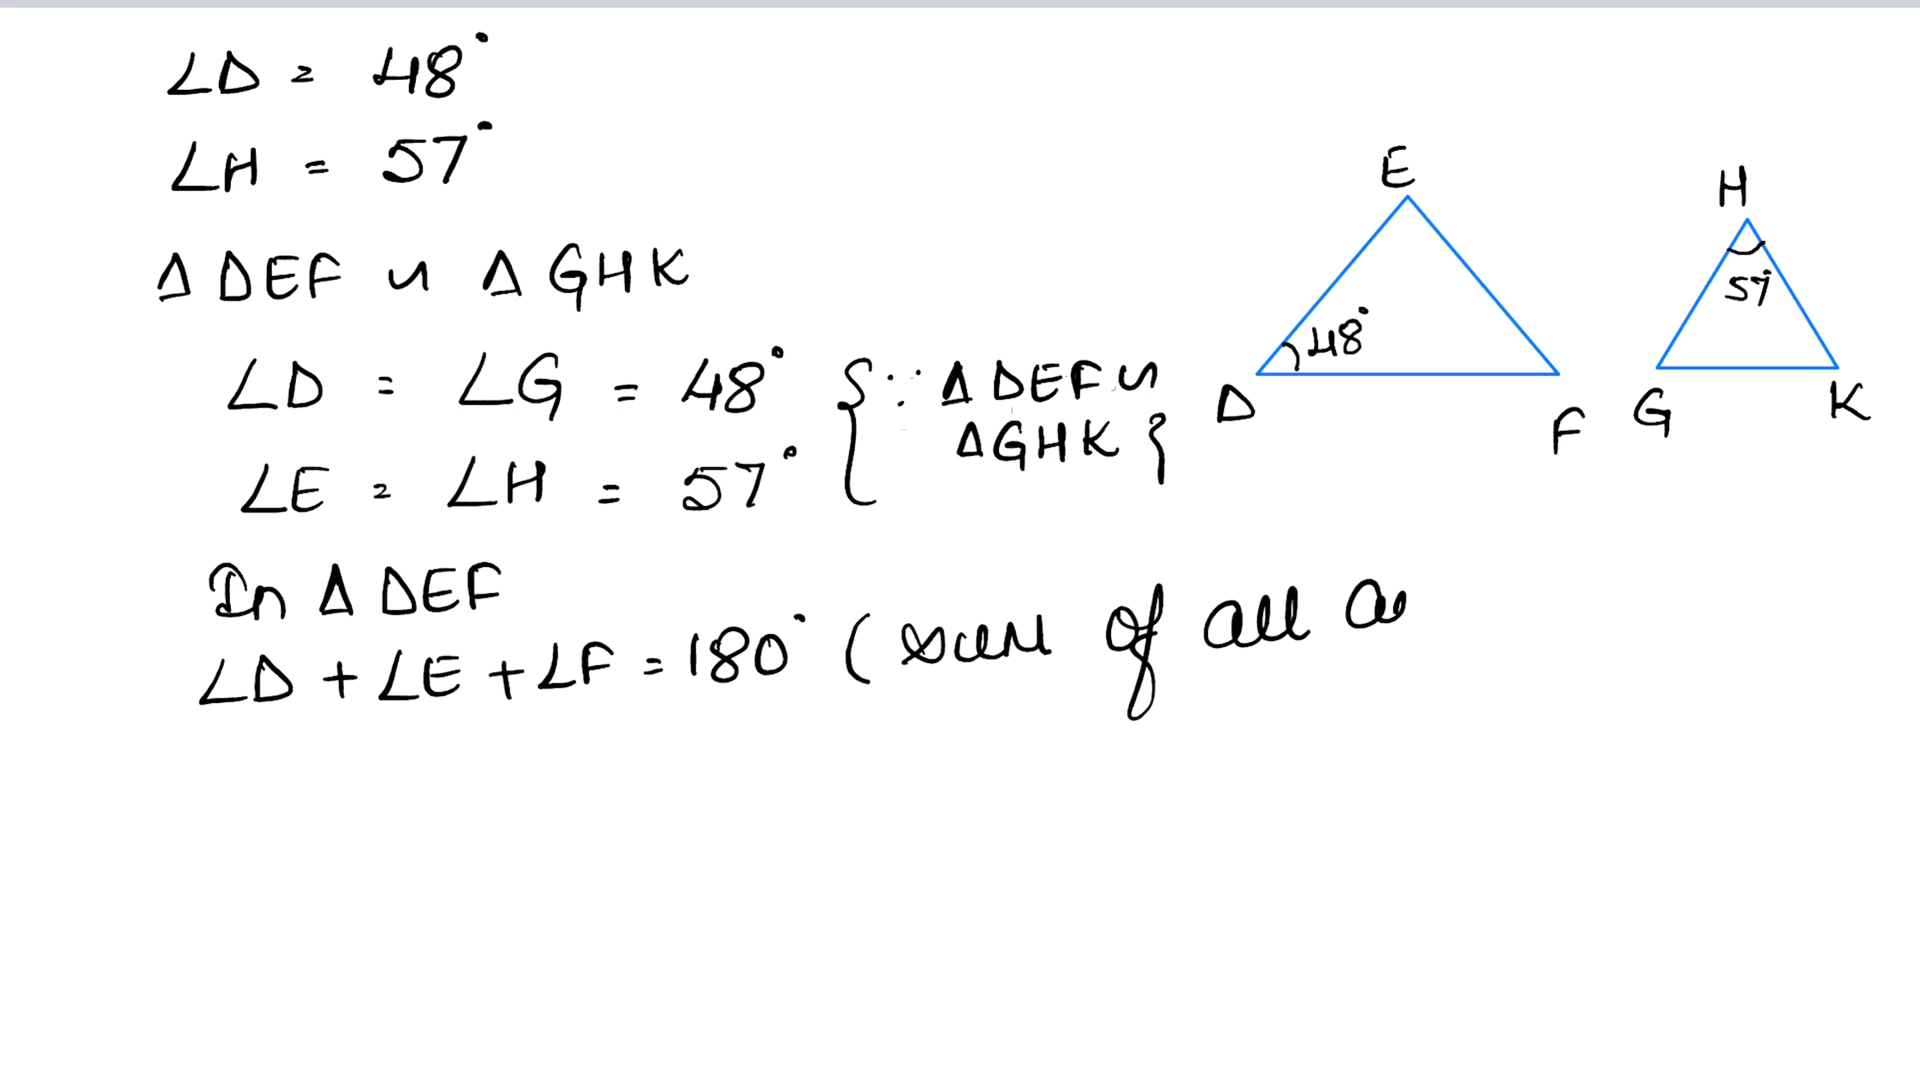 ∠D = 48°
∠H = 57°
Δ DEF ∽ Δ GHK
∠D = ∠G = 48° {∵ Δ DEF ∽
Δ GHK}
∠E = ∠H = 57°
In Δ DEF
∠D + ∠E + ∠F = 180° (sum of all
E
48°
D
F
H
57°
G
K